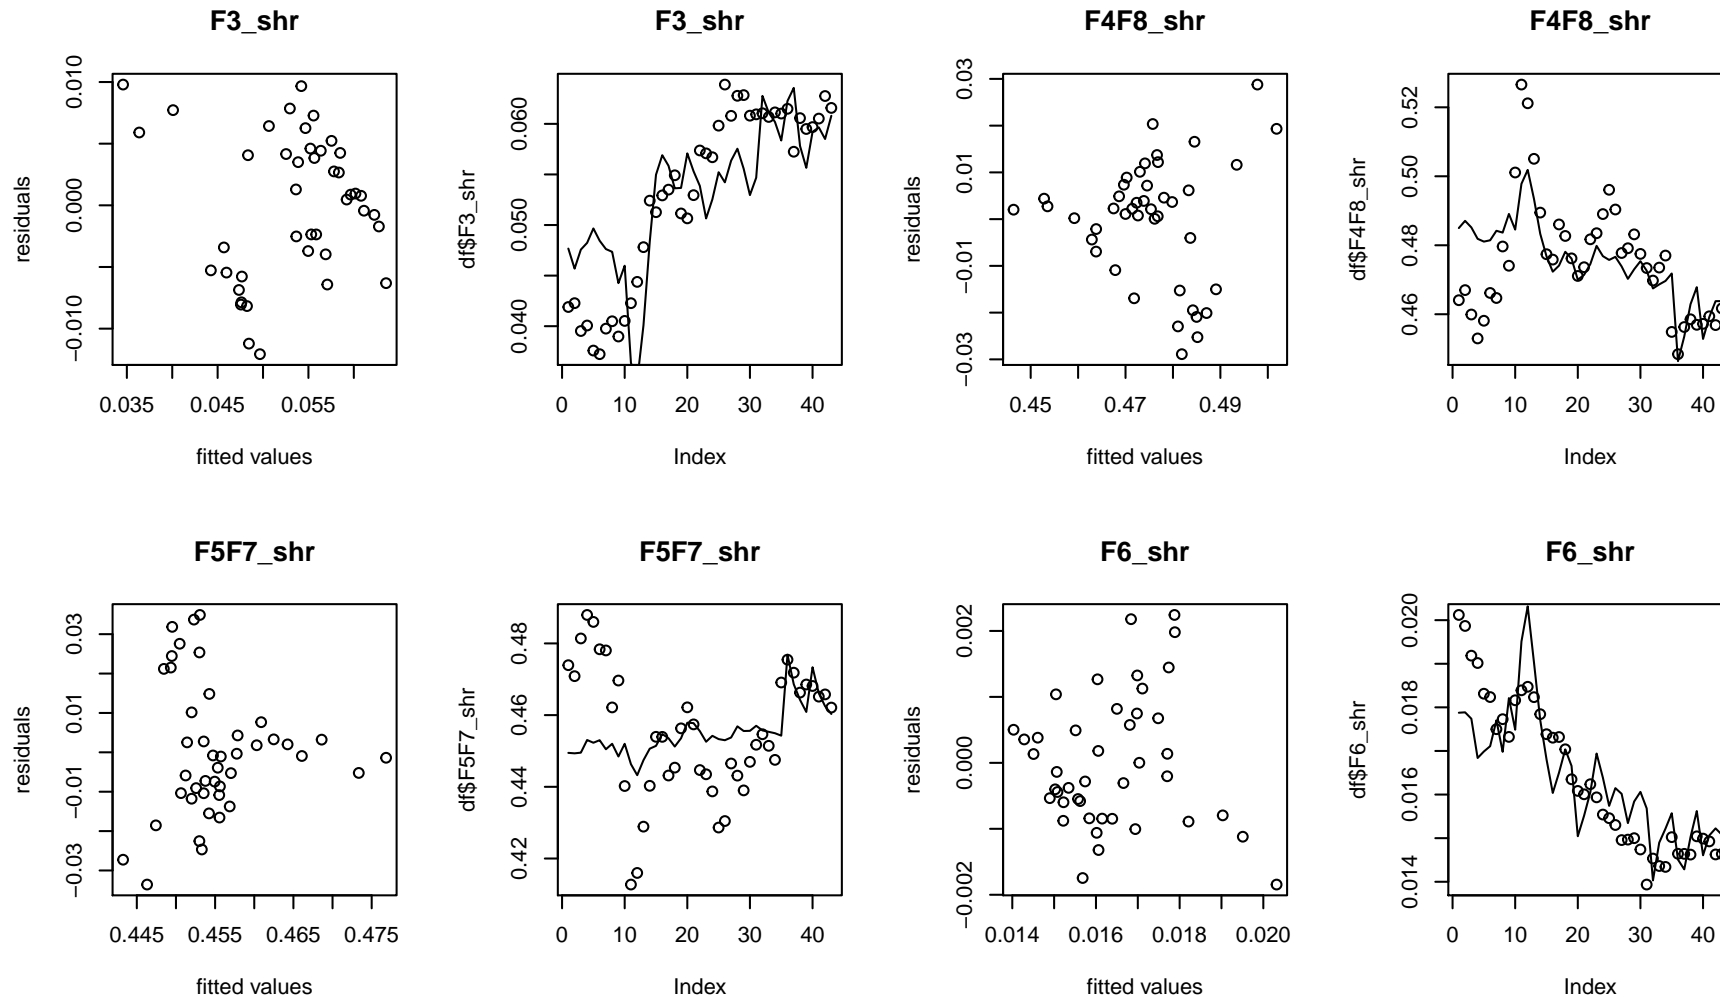 F3_shr
residuals
0.010
0.000
−0.010
0.035 0.045 0.055
fitted values
F3_shr
df$F3_shr
0.060
0.050
0.040
0 10 20 30 40
Index
F4F8_shr
residuals
0.03
0.01
−0.01
−0.03
0.45 0.47 0.49
fitted values
F4F8_shr
df$F4F8_shr
0.52
0.50
0.48
0.46
0 10 20 30 40
Index
F5F7_shr
residuals
0.03
0.01
−0.01
−0.03
0.445 0.455 0.465 0.475
fitted values
F5F7_shr
df$F5F7_shr
0.48
0.46
0.44
0.42
0 10 20 30 40
Index
F6_shr
residuals
0.002
0.000
−0.002
0.014 0.016 0.018 0.020
fitted values
F6_shr
df$F6_shr
0.020
0.018
0.016
0.014
0 10 20 30 40
Index